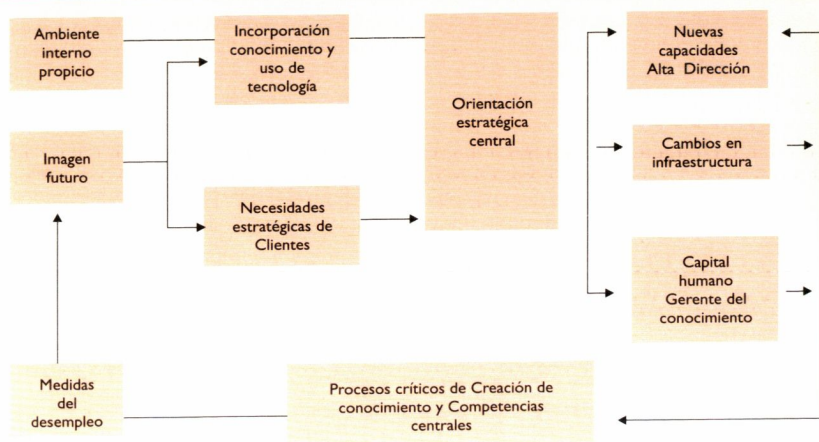 Ambiente
interno
propicio
Incorporación
conocimiento y
uso de
tecnología
Orientación
estratégica
central
Nuevas
capacidades
Alta Dirección
Imagen
futuro
Necesidades
estratégicas de
Clientes
Cambios en
infraestructura
Capital
humano
Gerente del
conocimiento
Medidas
del
desempleo
Procesos críticos de Creación de
conocimiento y Competencias
centrales